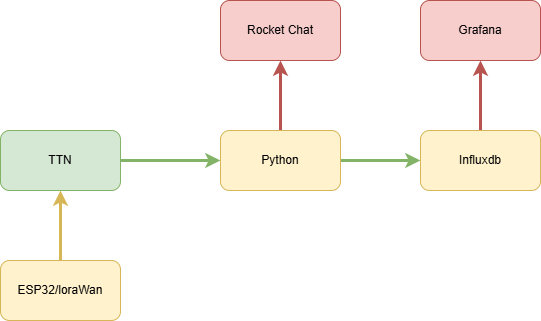 Rocket Chat
Grafana
TTN
Python
Influxdb
ESP32/loraWan